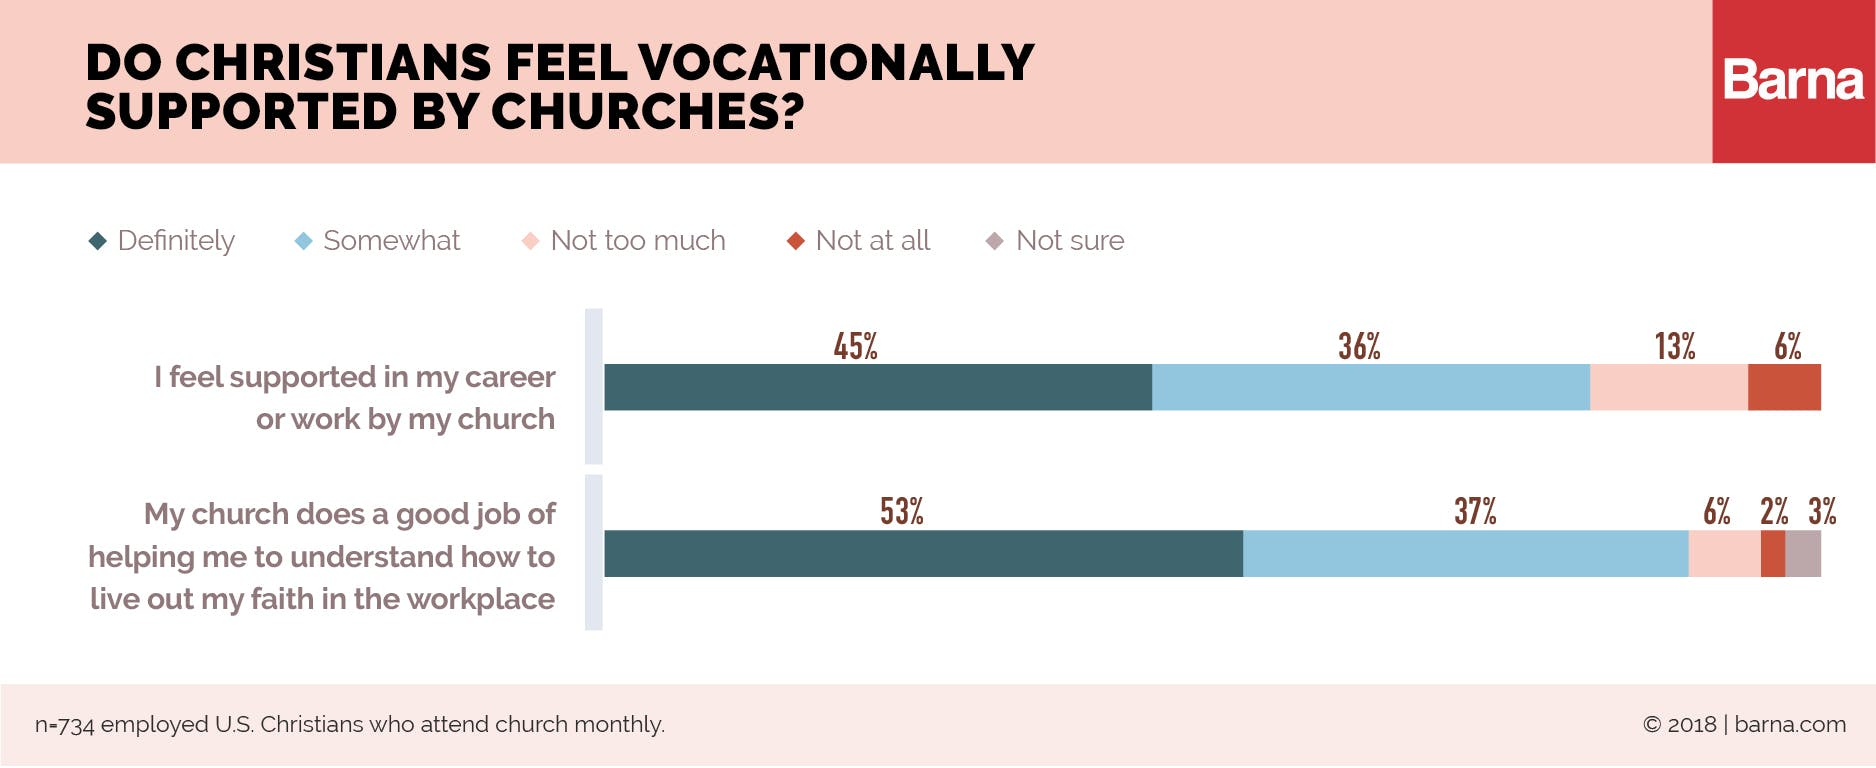 DO CHRISTIANS FEEL VOCATIONALLY
SUPPORTED BY CHURCHES?
Barna
Definitely Somewhat Not too much Not at all Not sure
45% 36% 13% 6%
I feel supported in my career
or work by my church
53% 37% 6% 2% 3%
My church does a good job of
helping me to understand how to
live out my faith in the workplace
n=734 employed U.S. Christians who attend church monthly.
© 2018 | barna.com